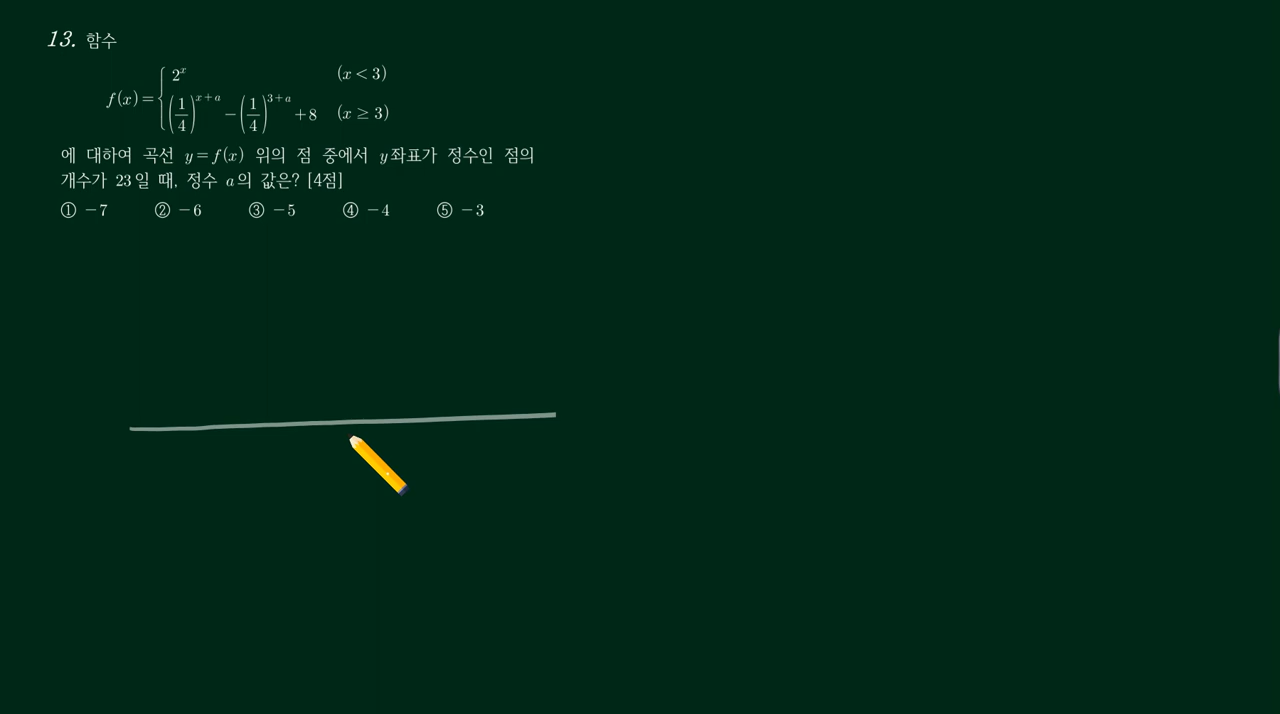 13. 함수
f(x) = { 2^x (x < 3)
(1/4)^{x+a} - (1/4)^{3+a} + 8 (x ≥ 3)
에 대하여 곡선 y=f(x) 위의 점 중에서 y좌표가 정수인 점의
개수가 23일 때, 정수 a의 값은? [4점]
① -7 ② -6 ③ -5 ④ -4 ⑤ -3